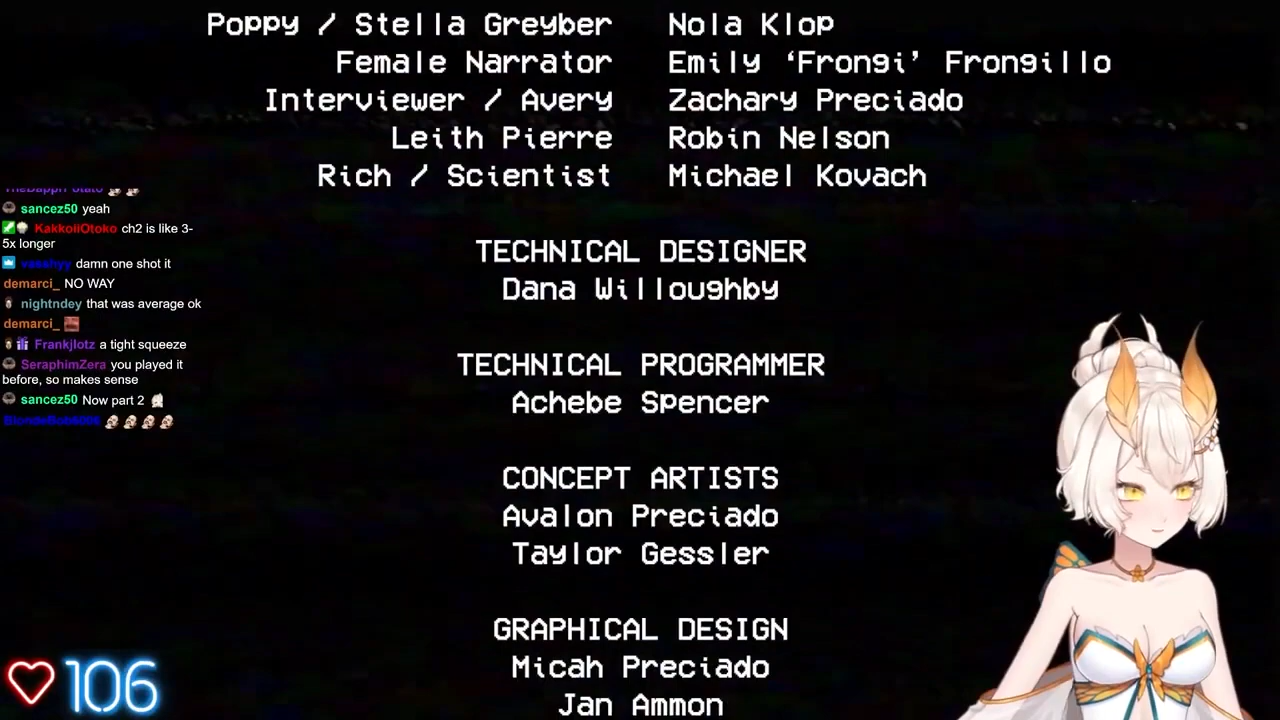 Poppy / Stella Greyber Nola Klop
Female Narrator Emily ‘Frongi’ Frongillo
Interviewer / Avery Zachary Preciado
Leith Pierre Robin Nelson
Rich / Scientist Michael Kovach
TECHNICAL DESIGNER
Dana Willoughby
TECHNICAL PROGRAMMER
Achebe Spencer
CONCEPT ARTISTS
Avalon Preciado
Taylor Gessler
GRAPHICAL DESIGN
Micah Preciado
Jan Ammon
sancez50 yeah
KakkoiiOtoko ch2 is like 3-
5x longer
damn one shot it
demarci_ NO WAY
nightndey that was average ok
demarci_
Frankjlotz a tight squeeze
SeraphimZera you played it
before, so makes sense
sancez50 Now part 2
106